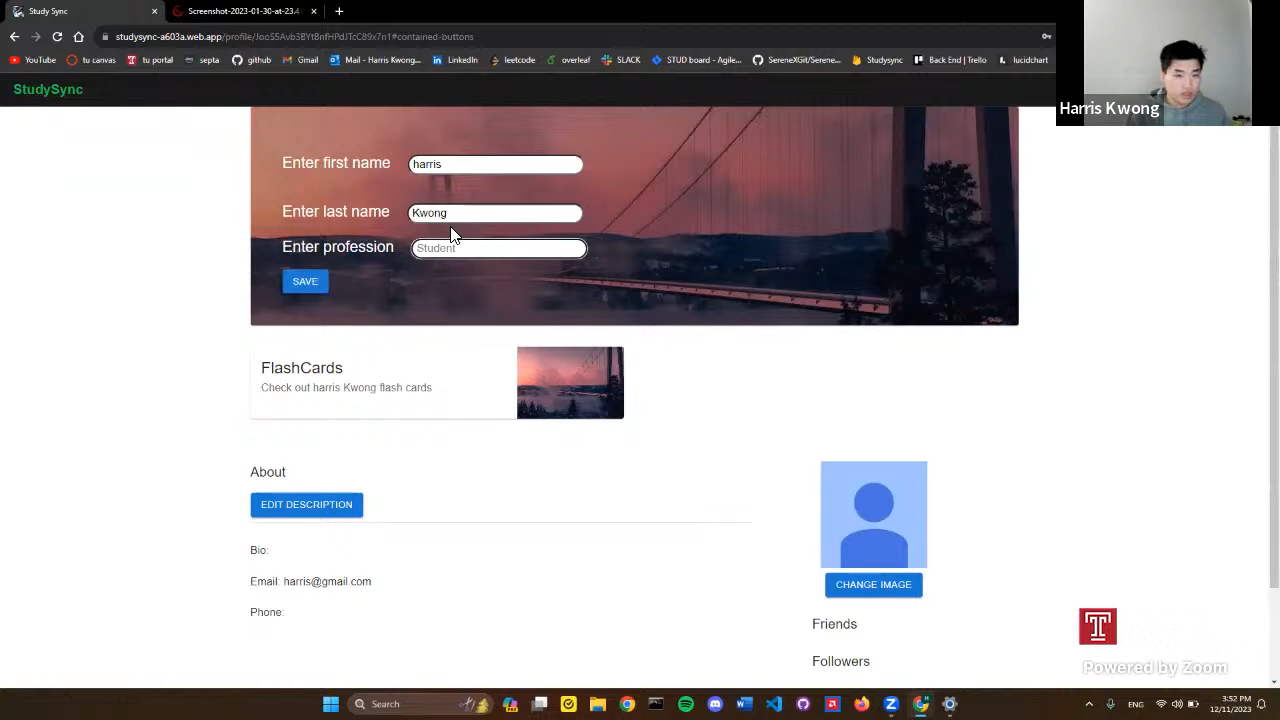 Study Sync
Screenshot-2023-01-30-at-23.4
studysync-a603a.web.app/profile/JooS5Avb3BYtBnfHPdJTcC89x7n1#contained-buttons
YouTube
tu canvas
tu portal
septa
github
Gmail
Mail - Harris Kwong...
LinkedIn
leetcode
overleaf
SLACK
STUD board - Agile...
SereneXGit/Serene...
Studysync
Back End | Trello
lucidchart
StudySync
Harris Kwong
Enter first name harris
Enter last name Kwong
Enter profession Student
SAVE
FlashCards
Check out harris Kwong flash cards
About
EDIT DESCRIPTION
Bio:
Email: harris@gmail.com
Phone:
CHANGE IMAGE
Friends
Followers
Powered by Zoom
Search
ENG
3:52 PM
12/11/2023